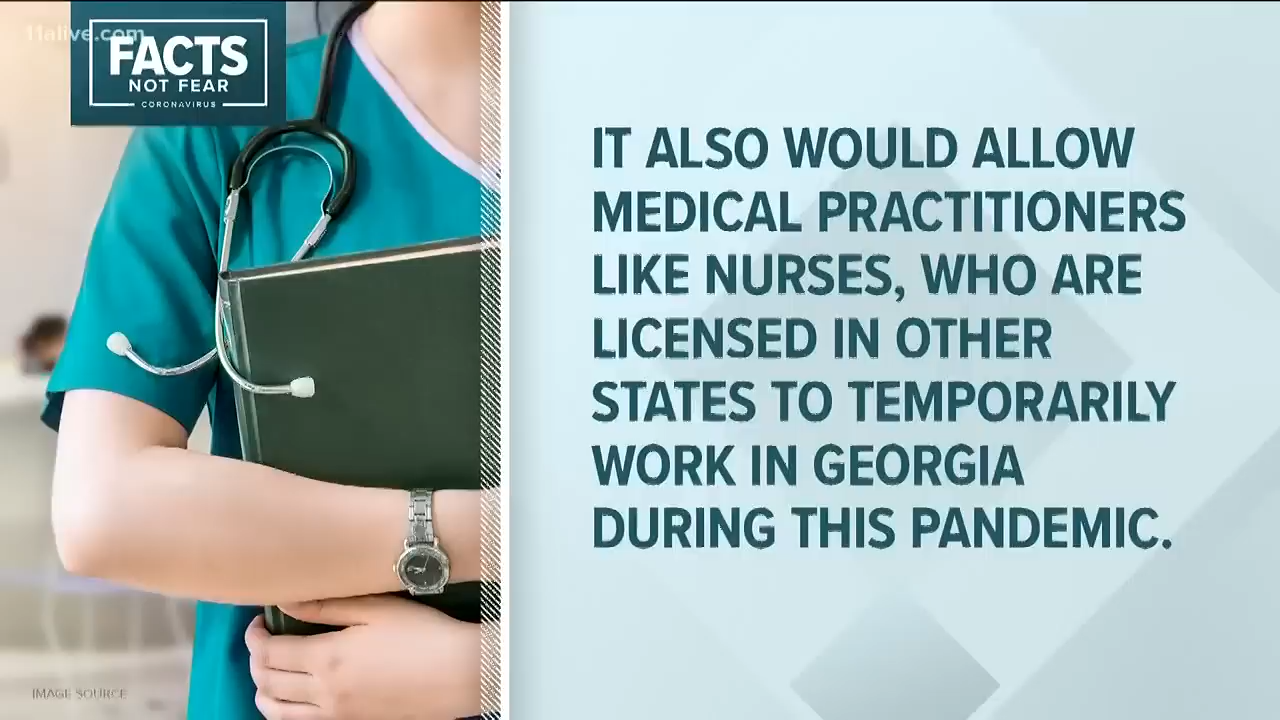 11alive.com
FACTS
NOT FEAR
CORONAVIRUS
IT ALSO WOULD ALLOW
MEDICAL PRACTITIONERS
LIKE NURSES, WHO ARE
LICENSED IN OTHER
STATES TO TEMPORARILY
WORK IN GEORGIA
DURING THIS PANDEMIC.
IMAGE SOURCE